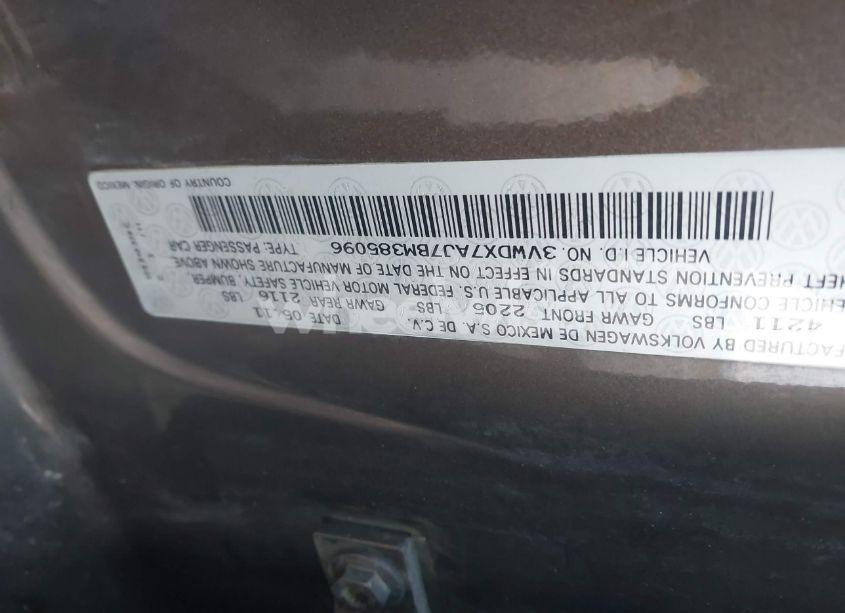 FACTURED BY VOLKSWAGEN DE MEXICO S.A. DE C.V.
4211 LBS GAWR FRONT 2205 LBS GAWR REAR 2116 LBS DATE 05.11
VEHICLE CONFORMS TO ALL APPLICABLE U.S. FEDERAL MOTOR VEHICLE SAFETY, BUMPER,
HEFT PREVENTION STANDARDS IN EFFECT ON THE DATE OF MANUFACTURE SHOWN ABOVE.
VEHICLE I.D. NO. 3VWDX7AJ7BM385096 TYPE: PASSENGER CAR
COUNTRY OF ORIGIN: MEXICO